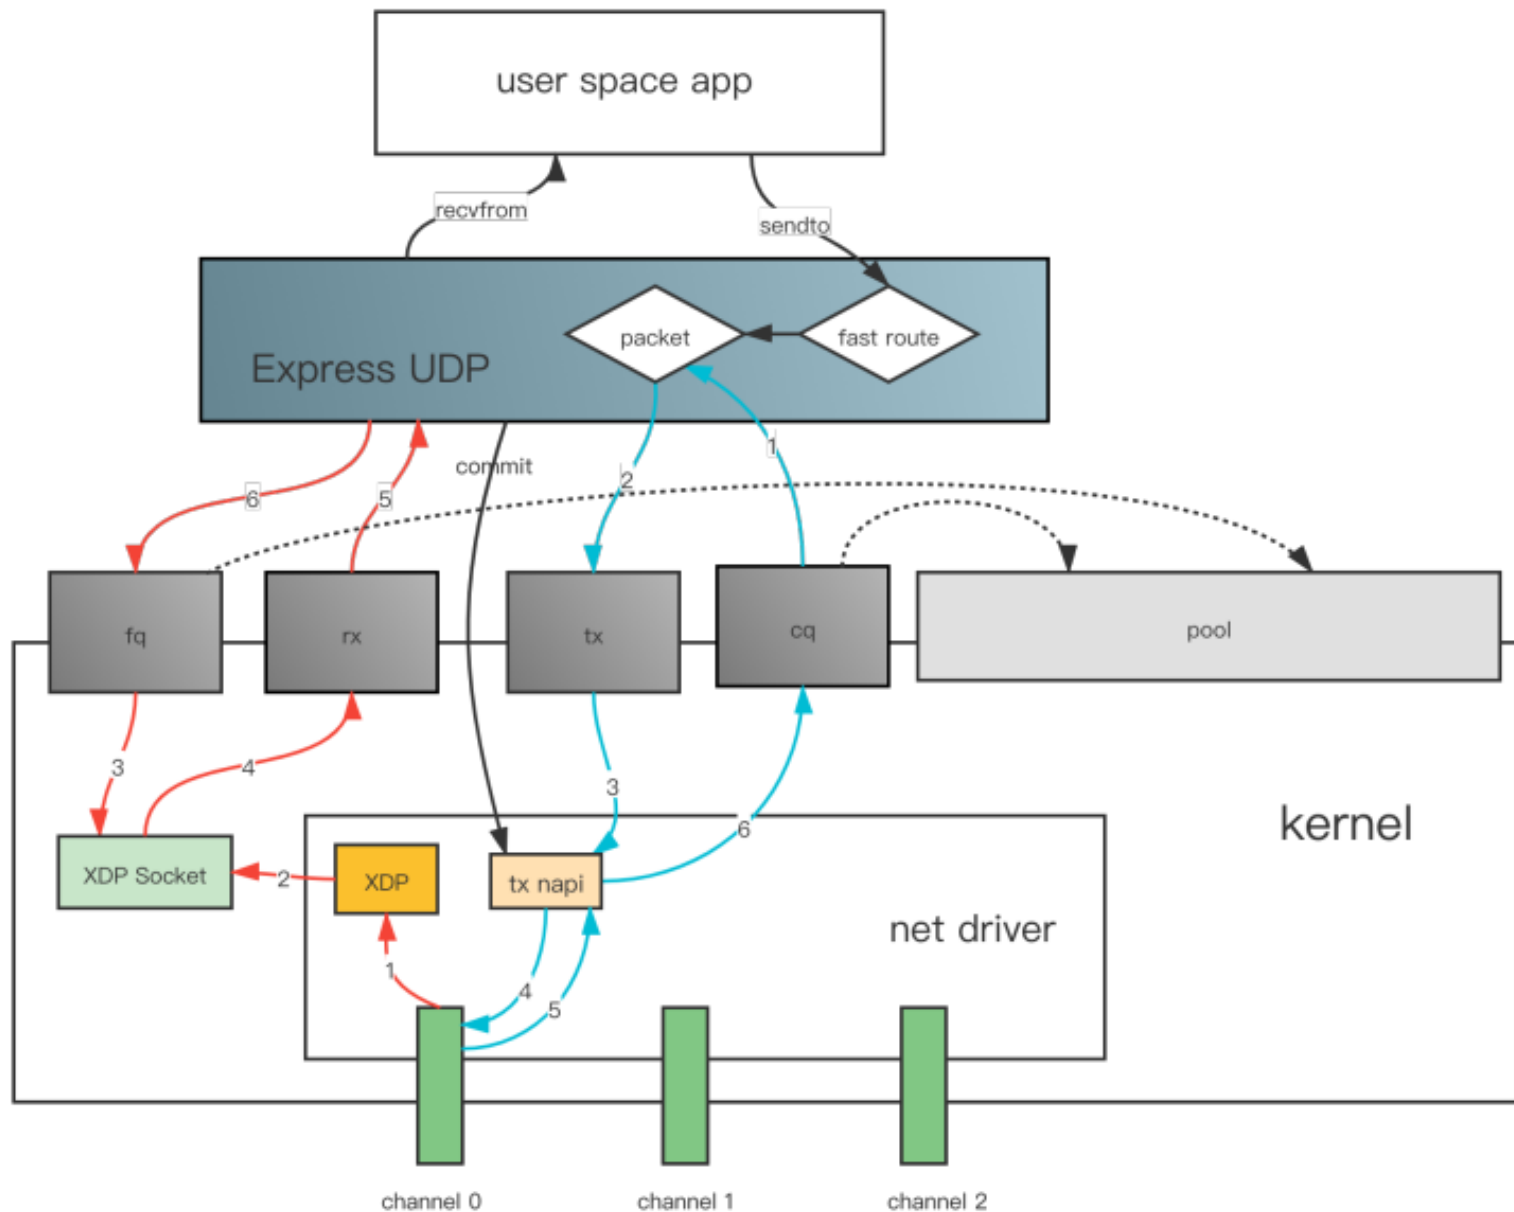 user space app
recvfrom
sendto
packet
fast route
Express UDP
1
commit
2
6
5
fq
rx
tx
cq
pool
3
4
3
kernel
6
XDP Socket
2
XDP
tx napi
net driver
1
4
5
channel 0
channel 1
channel 2